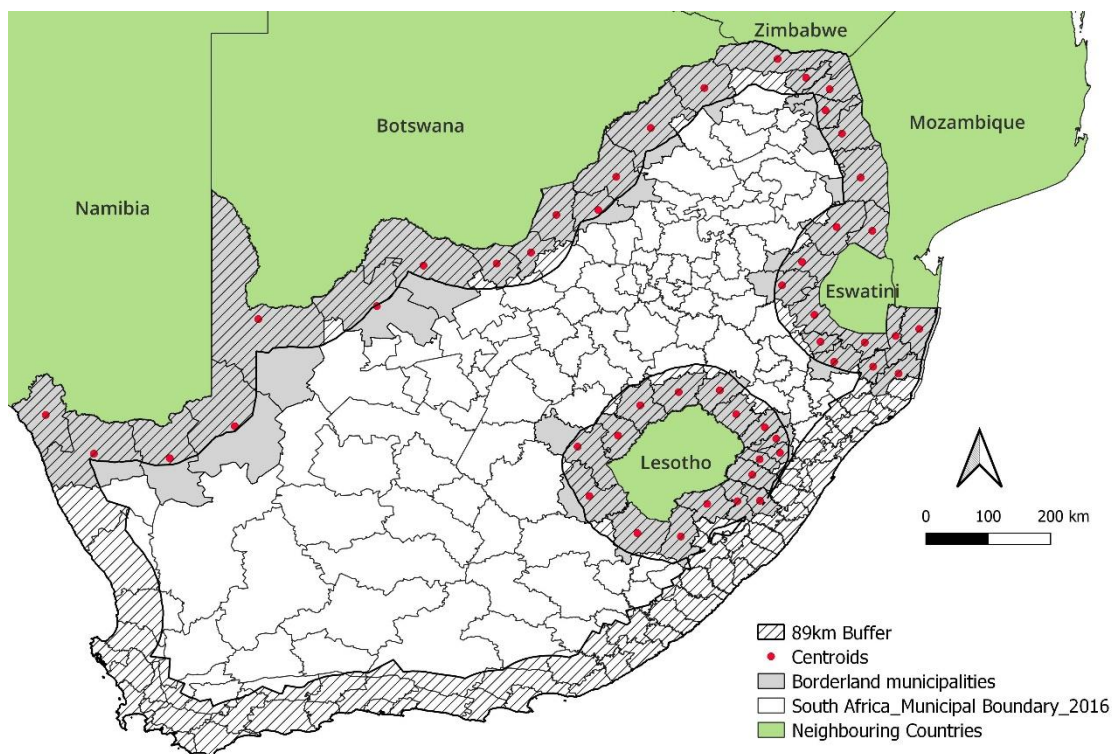 Zimbabwe
Botswana
Mozambique
Namibia
Eswatini
Lesotho
0 100 200 km
89km Buffer
Centroids
Borderland municipalities
South Africa_Municipal Boundary_2016
Neighbouring Countries